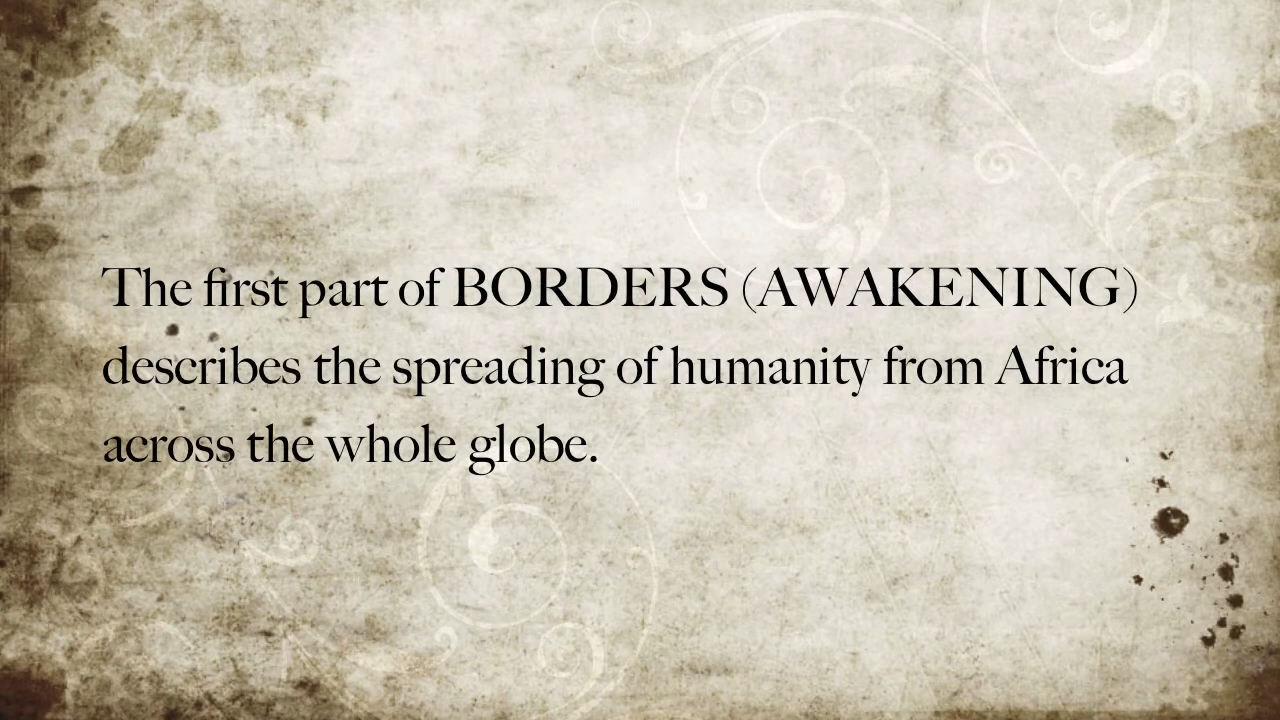 The first part of BORDERS (AWAKENING)
describes the spreading of humanity from Africa
across the whole globe.